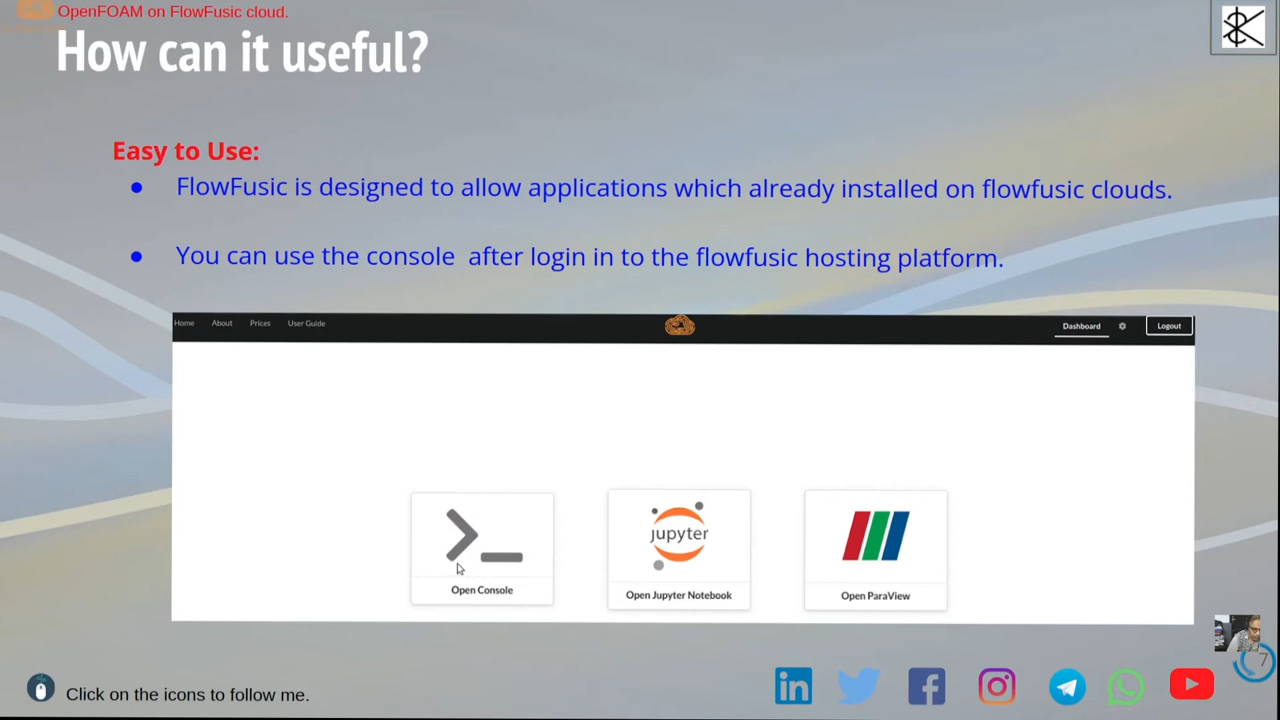 OpenFOAM on FlowFusic cloud.
How can it useful?
Easy to Use:
● FlowFusic is designed to allow applications which already installed on flowfusic clouds.
● You can use the console after login in to the flowfusic hosting platform.
Home About Prices User Guide Dashboard Logout
jupyter
Open Console Open Jupyter Notebook Open ParaView
7
Click on the icons to follow me.
in